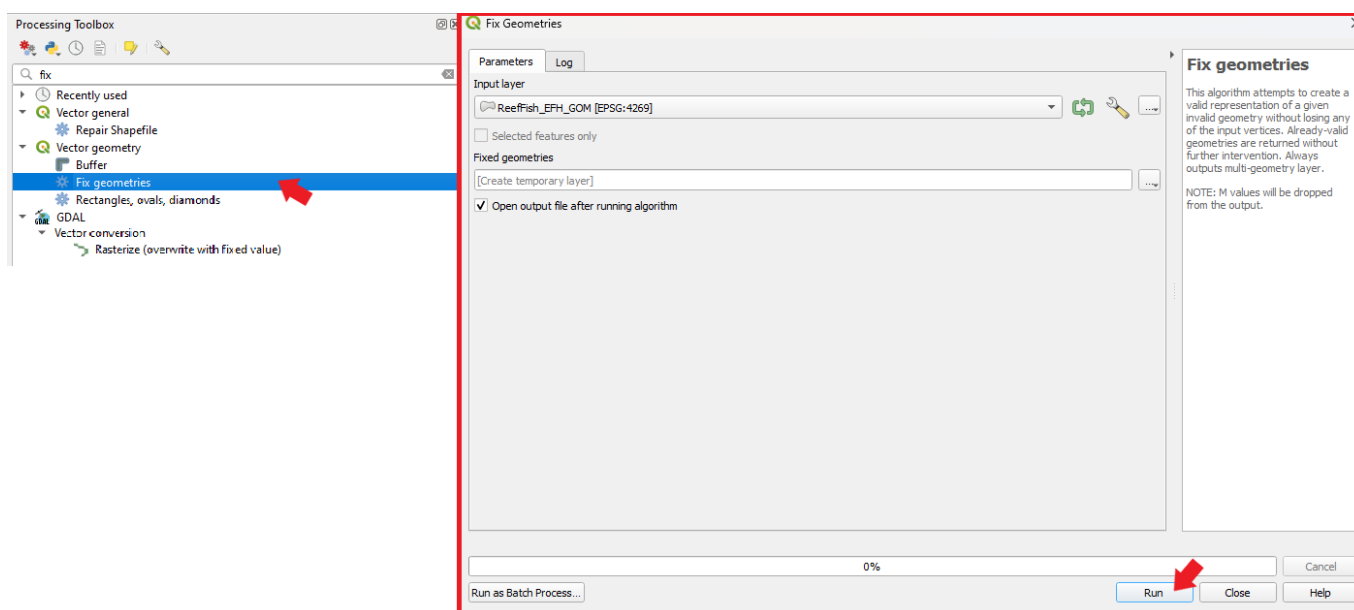 Processing Toolbox
fix
Recently used
Vector general
Repair Shapefile
Vector geometry
Buffer
Fix geometries
Rectangles, ovals, diamonds
GDAL
Vector conversion
Rasterize (overwrite with fixed value)
Fix Geometries
Parameters
Log
Input layer
ReefFish_EFH_GOM [EPSG:4269]
...
Selected features only
Fixed geometries
[Create temporary layer]
...
Open output file after running algorithm
Fix geometries
This algorithm attempts to create a
valid representation of a given
invalid geometry without losing any
of the input vertices. Already-valid
geometries are returned without
further intervention. Always
outputs multi-geometry layer.
NOTE: M values will be dropped
from the output.
0%
Cancel
Run as Batch Process...
Run
Close
Help